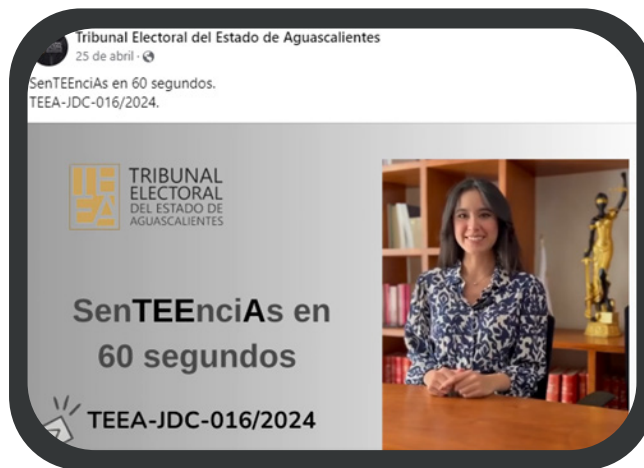 Tribunal Electoral del Estado de Aguascalientes
25 de abril ·
SenTEEnciAs en 60 segundos.
TEEA-JDC-016/2024.
TEEA
TRIBUNAL
ELECTORAL
DEL ESTADO DE
AGUASCALIENTES
SenTEEnciAs en
60 segundos
TEEA-JDC-016/2024